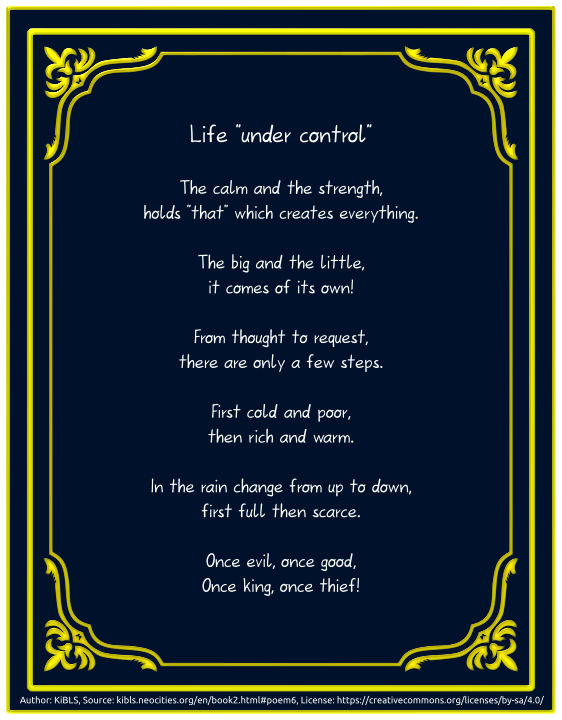 Life "under control"
The calm and the strength,
holds "that" which creates everything.
The big and the little,
it comes of its own!
From thought to request,
there are only a few steps.
First cold and poor,
then rich and warm.
In the rain change from up to down,
first full then scarce.
Once evil, once good,
Once king, once thief!
Author: KiBLS, Source: kibls.neocities.org/en/book2.html#poem6, License: https://creativecommons.org/licenses/by-sa/4.0/